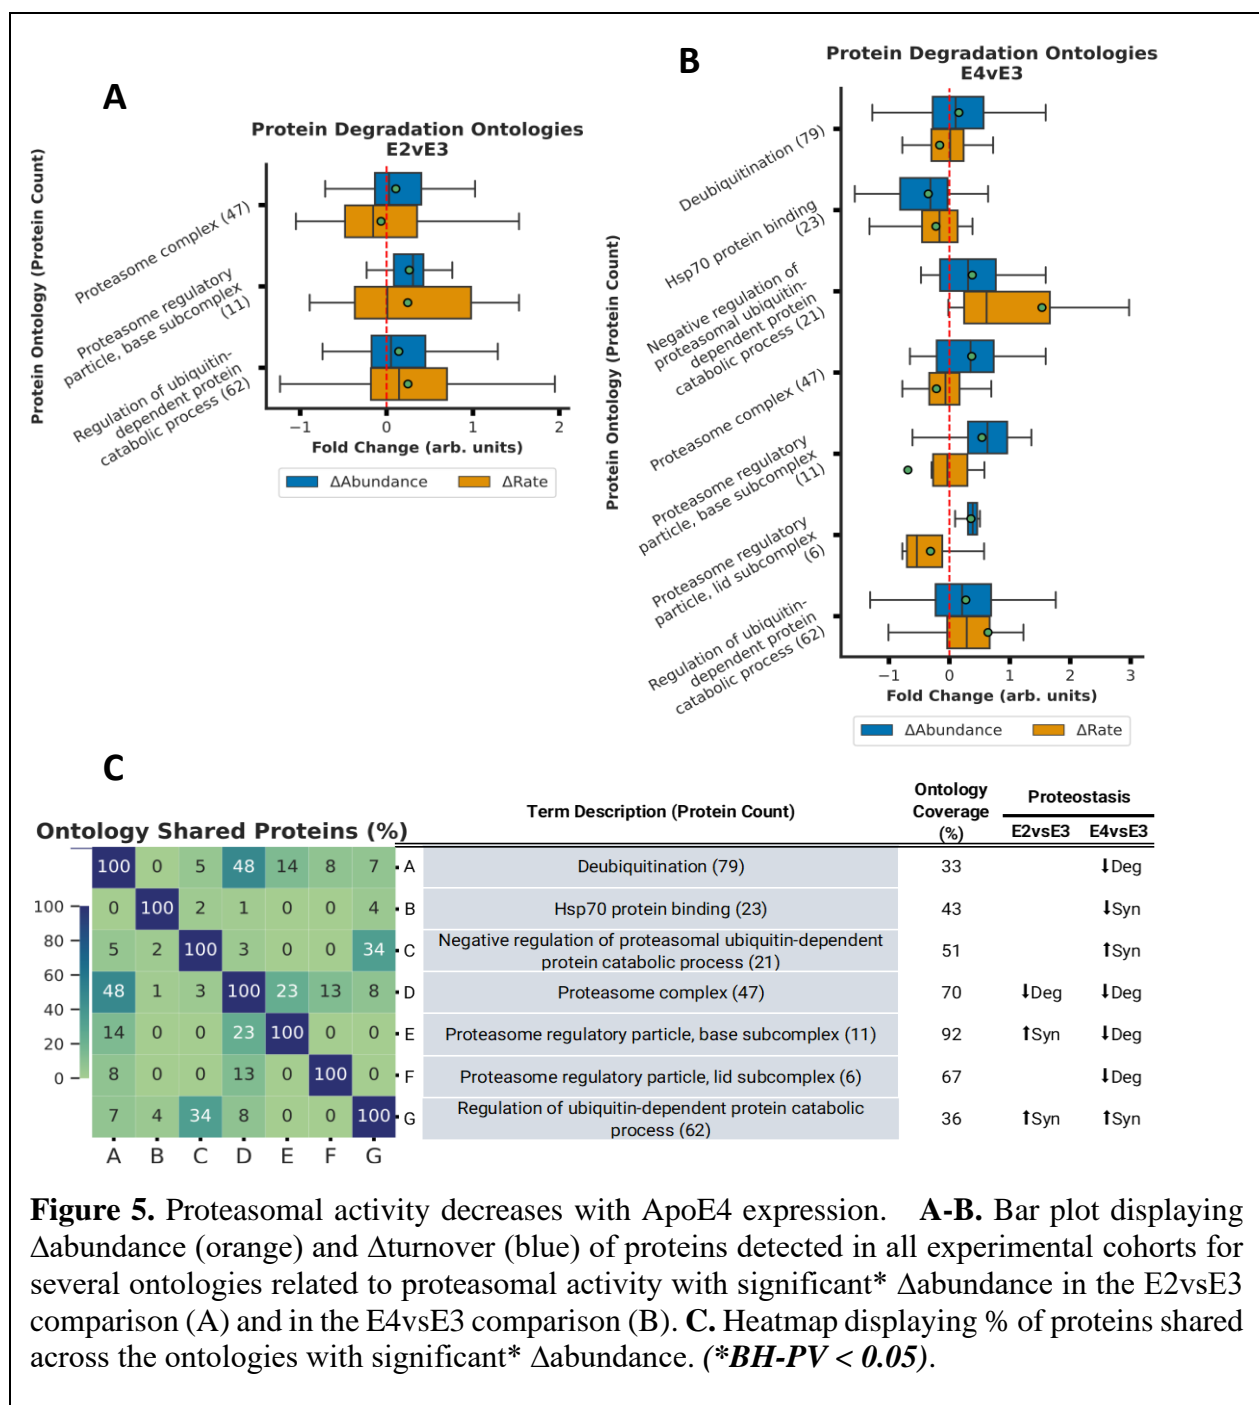 A
Protein Degradation Ontologies
E2vE3
Protein Ontology (Protein Count)
Proteasome complex (47)
Proteasome regulatory
particle, base subcomplex
(11)
Regulation of ubiquitin-
dependent protein
catabolic process (62)
−1 0 1 2
Fold Change (arb. units)
ΔAbundance ΔRate
B
Protein Degradation Ontologies
E4vE3
Protein Ontology (Protein Count)
Deubiquitination (79)
Hsp70 protein binding
(23)
Negative regulation of
proteasomal ubiquitin-
dependent protein
catabolic process (21)
Proteasome complex (47)
Proteasome regulatory
particle, base subcomplex
(11)
Proteasome regulatory
particle, lid subcomplex
(6)
Regulation of ubiquitin-
dependent protein
catabolic process (62)
−1 0 1 2 3
Fold Change (arb. units)
ΔAbundance ΔRate
C
Ontology Shared Proteins (%)
100
80
60
40
20
0
Term Description (Protein Count)
Ontology
Coverage
(%)
Proteostasis
E2vsE3 E4vsE3
100 0 5 48 14 8 7 A Deubiquitination (79) 33 ⬇Deg
0 100 2 1 0 0 4 B Hsp70 protein binding (23) 43 ⬇Syn
5 2 100 3 0 0 34 C Negative regulation of proteasomal ubiquitin-dependent
protein catabolic process (21) 51 ⬆Syn
48 1 3 100 23 13 8 D Proteasome complex (47) 70 ⬇Deg ⬇Deg
14 0 0 23 100 0 0 E Proteasome regulatory particle, base subcomplex (11) 92 ⬆Syn ⬇Deg
8 0 0 13 0 100 0 F Proteasome regulatory particle, lid subcomplex (6) 67 ⬇Deg
7 4 34 8 0 0 100 G Regulation of ubiquitin-dependent protein catabolic
process (62) 36 ⬆Syn ⬆Syn
A B C D E F G
Figure 5. Proteasomal activity decreases with ApoE4 expression. A-B. Bar plot displaying
Δabundance (orange) and Δturnover (blue) of proteins detected in all experimental cohorts for
several ontologies related to proteasomal activity with significant* Δabundance in the E2vsE3
comparison (A) and in the E4vsE3 comparison (B). C. Heatmap displaying % of proteins shared
across the ontologies with significant* Δabundance. (*BH-PV < 0.05).